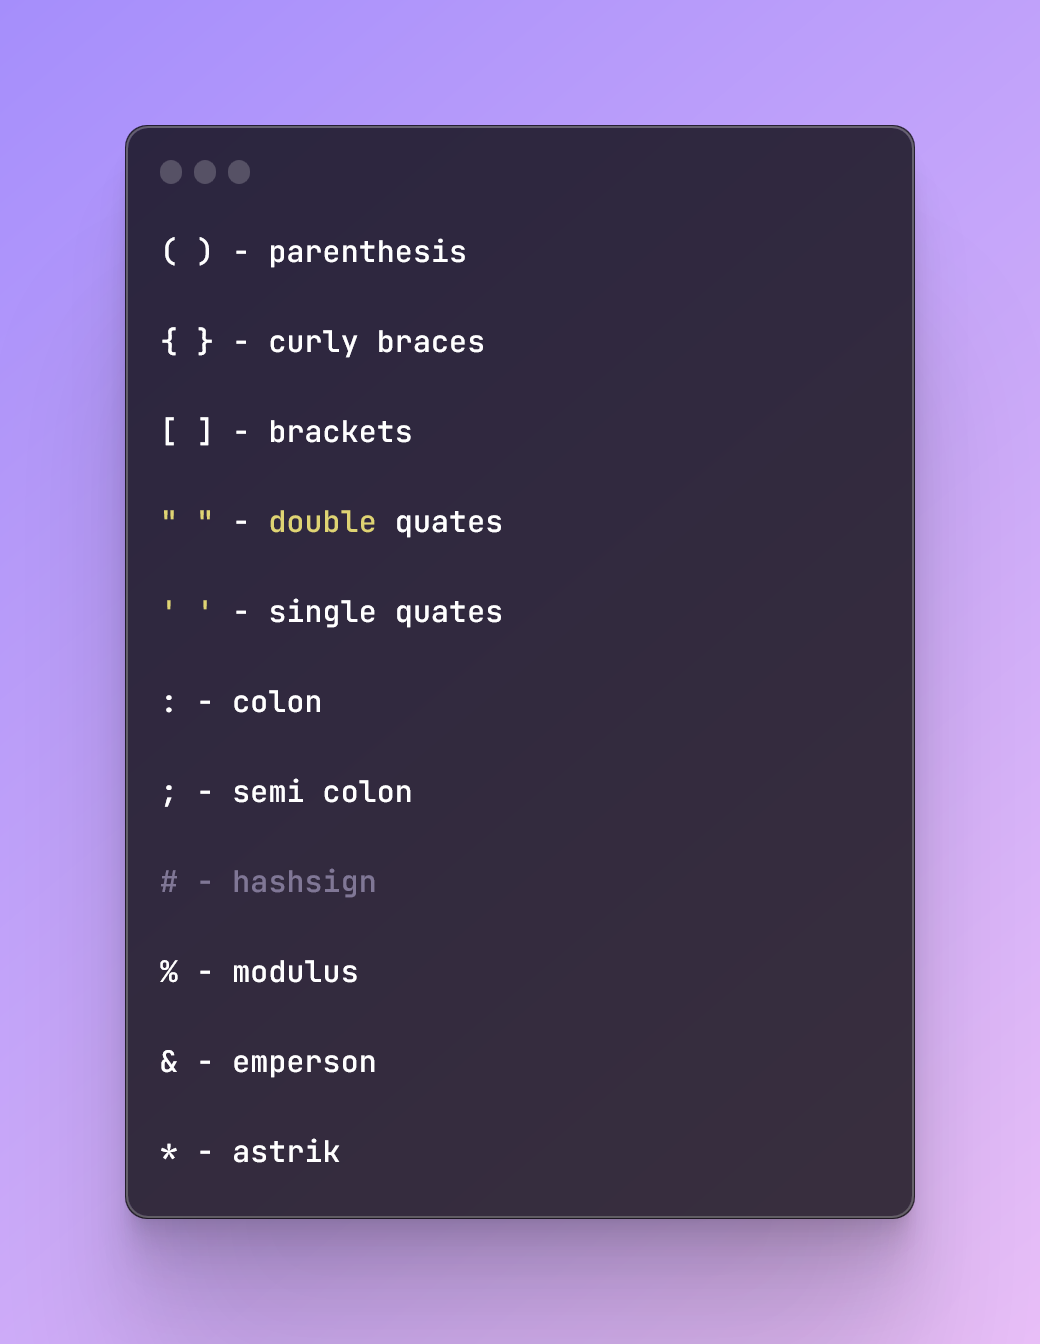 ( ) - parenthesis
{ } - curly braces
[ ] - brackets
" " - double quates
' ' - single quates
: - colon
; - semi colon
# - hashsign
% - modulus
& - emperson
* - astrik